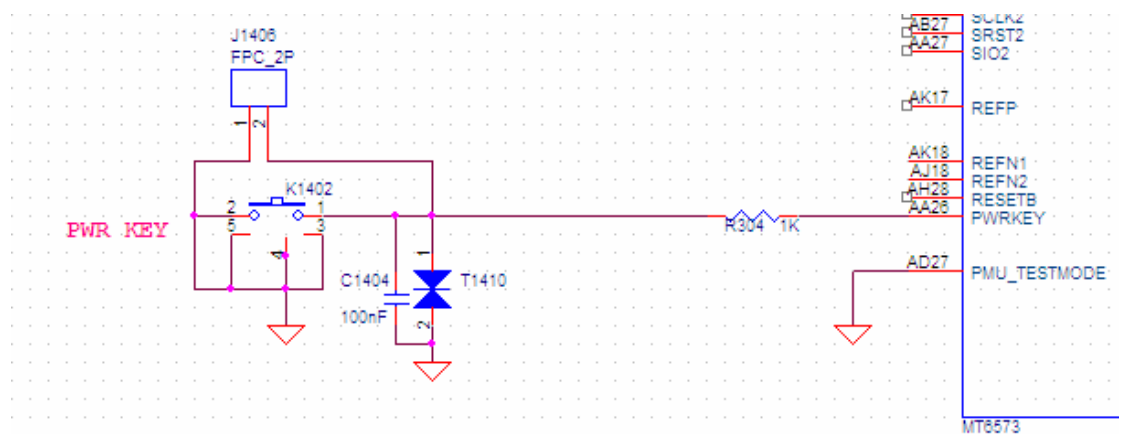 J1406
FPC_2P
1
2
K1402
2
1
5
3
4
PWR KEY
C1404
100nF
1
T1410
2
R304 1K
SCLK2
AB27
SRST2
AA27
SIO2
AK17
REFP
AK18
REFN1
AJ18
REFN2
AH28
RESETB
AA26
PWRKEY
AD27
PMU_TESTMODE
MT6573